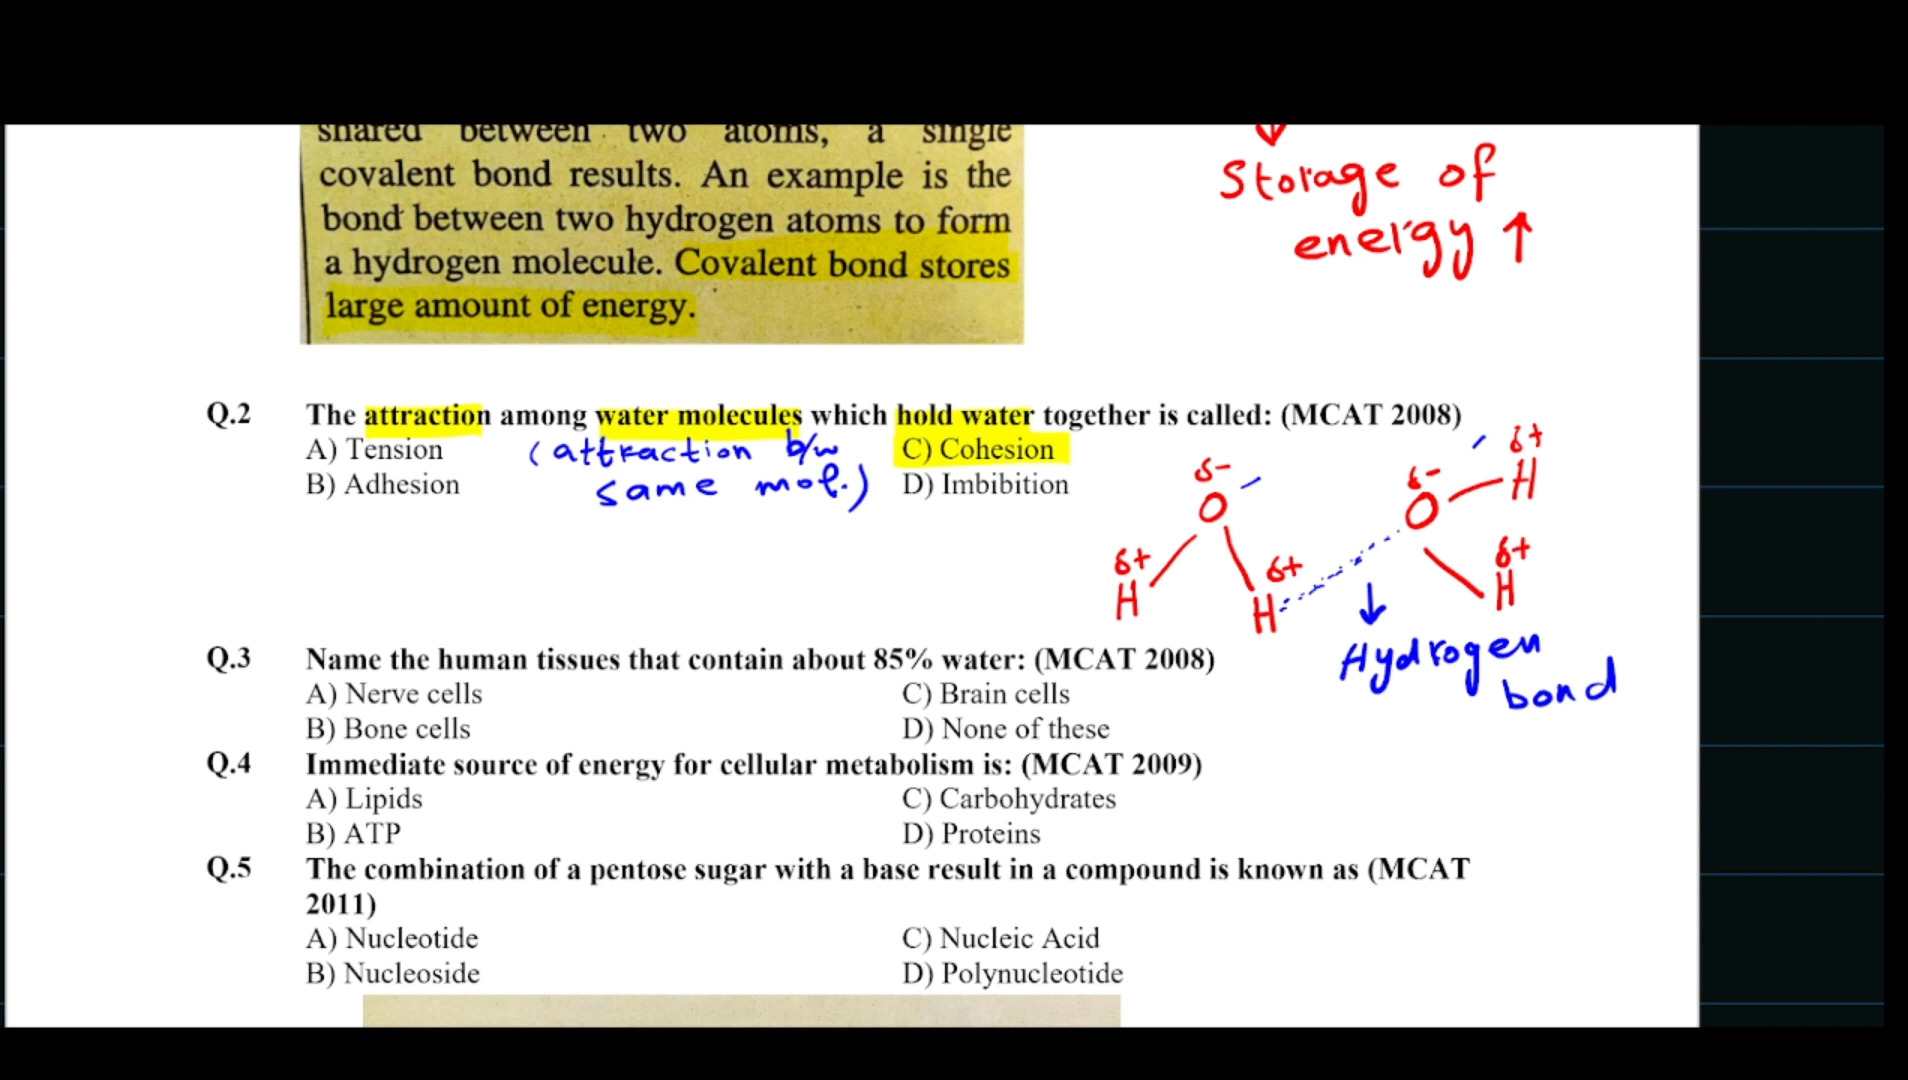 shared between two atoms, a single
covalent bond results. An example is the
bond between two hydrogen atoms to form
a hydrogen molecule. Covalent bond stores
large amount of energy.
Storage of
energy ↑
Q.2 The attraction among water molecules which hold water together is called: (MCAT 2008)
A) Tension (attraction b/w C) Cohesion
B) Adhesion same mol.) D) Imbibition
δ- δ- δ+
O O H
δ+ δ+ δ+
H H H
Hydrogen
bond
Q.3 Name the human tissues that contain about 85% water: (MCAT 2008)
A) Nerve cells C) Brain cells
B) Bone cells D) None of these
Q.4 Immediate source of energy for cellular metabolism is: (MCAT 2009)
A) Lipids C) Carbohydrates
B) ATP D) Proteins
Q.5 The combination of a pentose sugar with a base result in a compound is known as (MCAT
2011)
A) Nucleotide C) Nucleic Acid
B) Nucleoside D) Polynucleotide